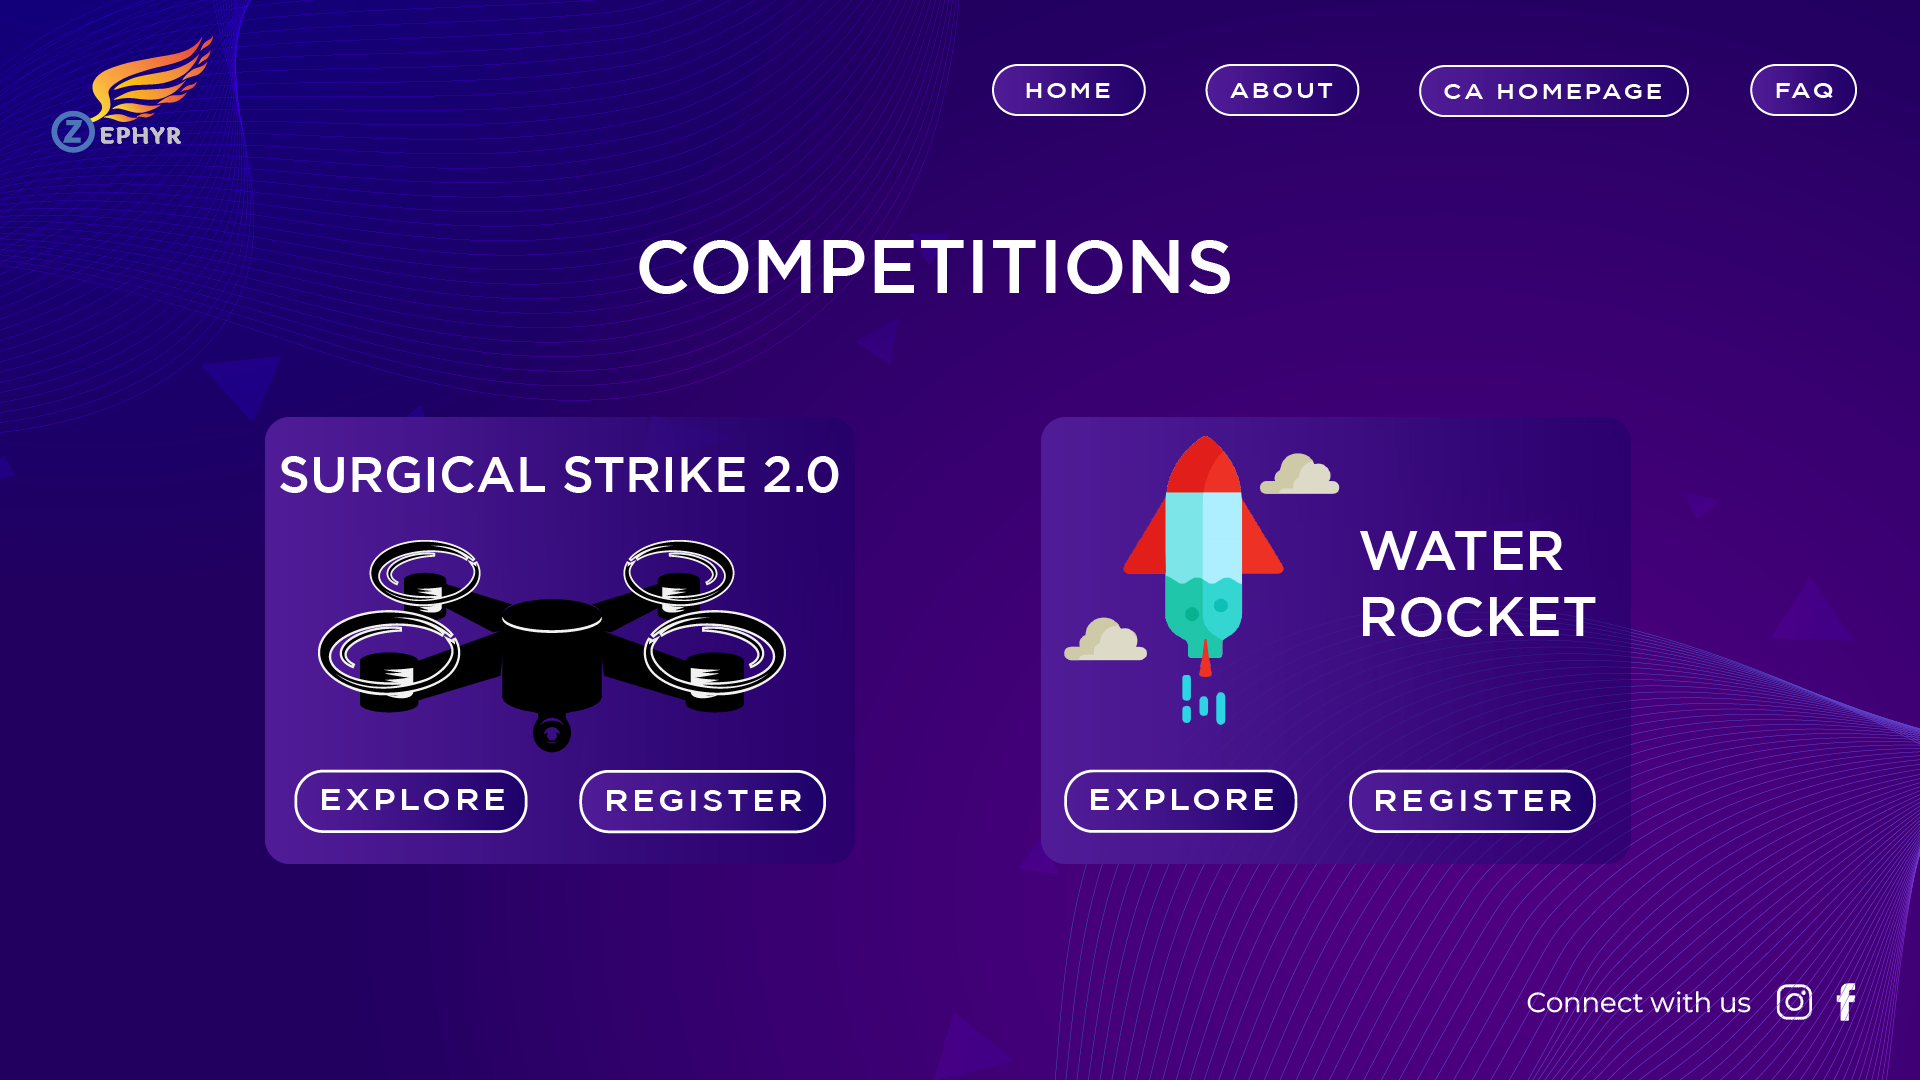 ZEPHYR
HOME
ABOUT
CA HOMEPAGE
FAQ
COMPETITIONS
SURGICAL STRIKE 2.0
EXPLORE
REGISTER
WATER
ROCKET
EXPLORE
REGISTER
Connect with us